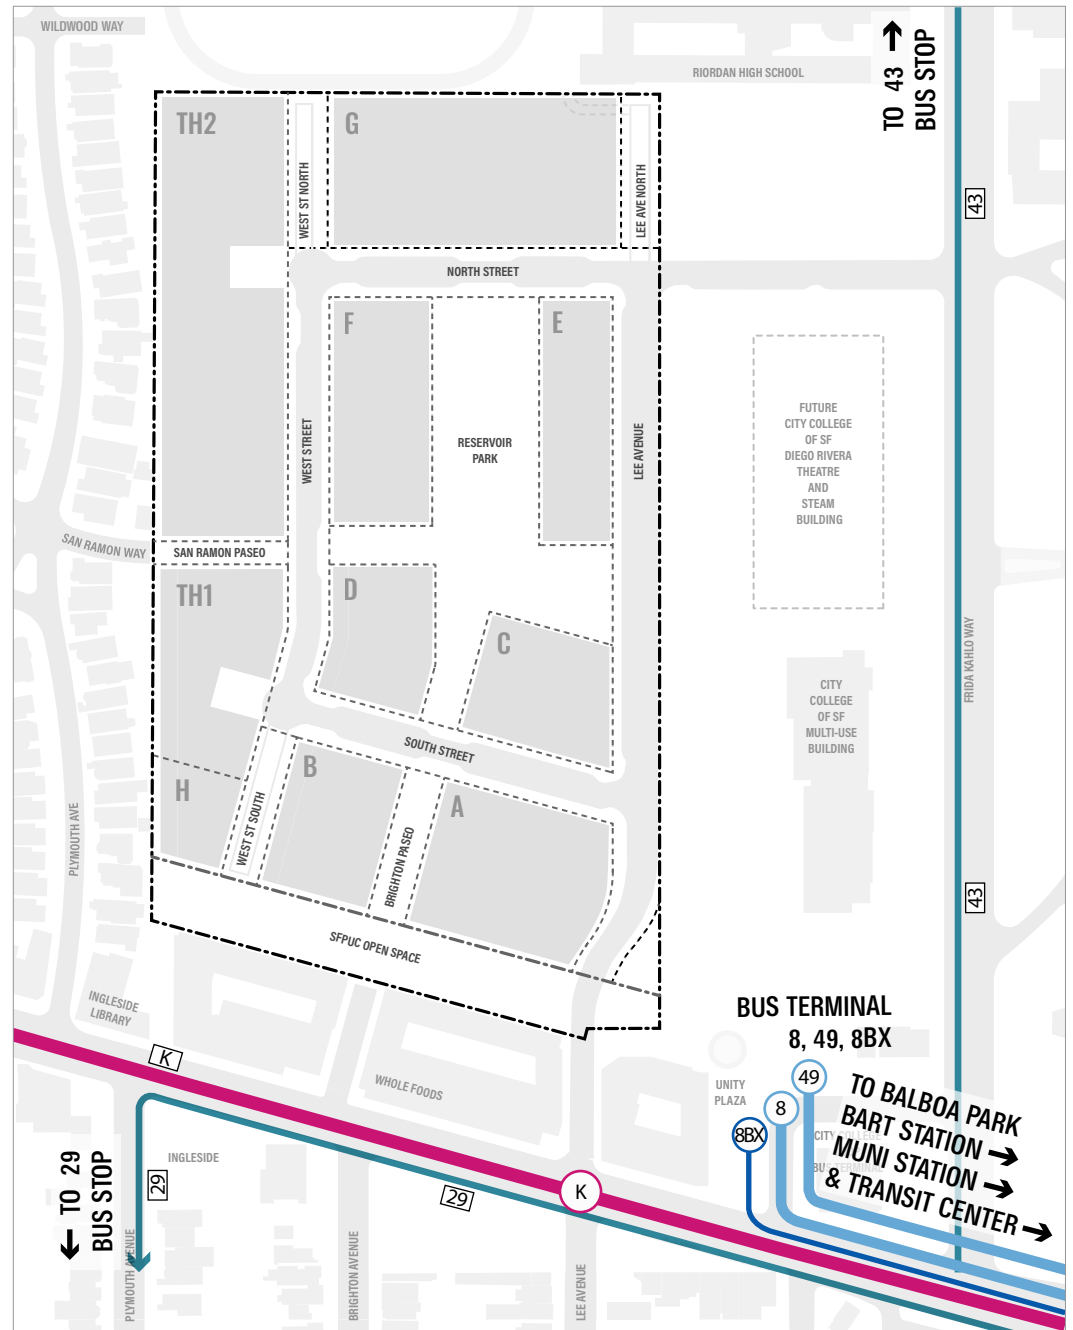 WILDWOOD WAY
RIORDAN HIGH SCHOOL
TO 43 →
BUS STOP
TH2
G
WEST ST NORTH
LEE AVE NORTH
43
NORTH STREET
F
E
WEST STREET
RESERVOIR
PARK
LEE AVENUE
FUTURE
CITY COLLEGE
OF SF
DIEGO RIVERA
THEATRE
AND
STEAM
BUILDING
SAN RAMON WAY
SAN RAMON PASEO
TH1
D
C
FRIDA KAHLO WAY
CITY
COLLEGE
OF SF
MULTI-USE
BUILDING
SOUTH STREET
H
B
A
PLYMOUTH AVE
WEST ST SOUTH
BRIGHTON PASEO
43
SFPUC OPEN SPACE
INGLESIDE
LIBRARY
BUS TERMINAL
8, 49, 8BX
K
WHOLE FOODS
UNITY
PLAZA
49
8
8BX
CITY COLLEGE
BUS TERMINAL
TO BALBOA PARK
BART STATION →
MUNI STATION →
& TRANSIT CENTER →
INGLESIDE
← TO 29
BUS STOP
29
29
K
PLYMOUTH AVENUE
BRIGHTON AVENUE
LEE AVENUE